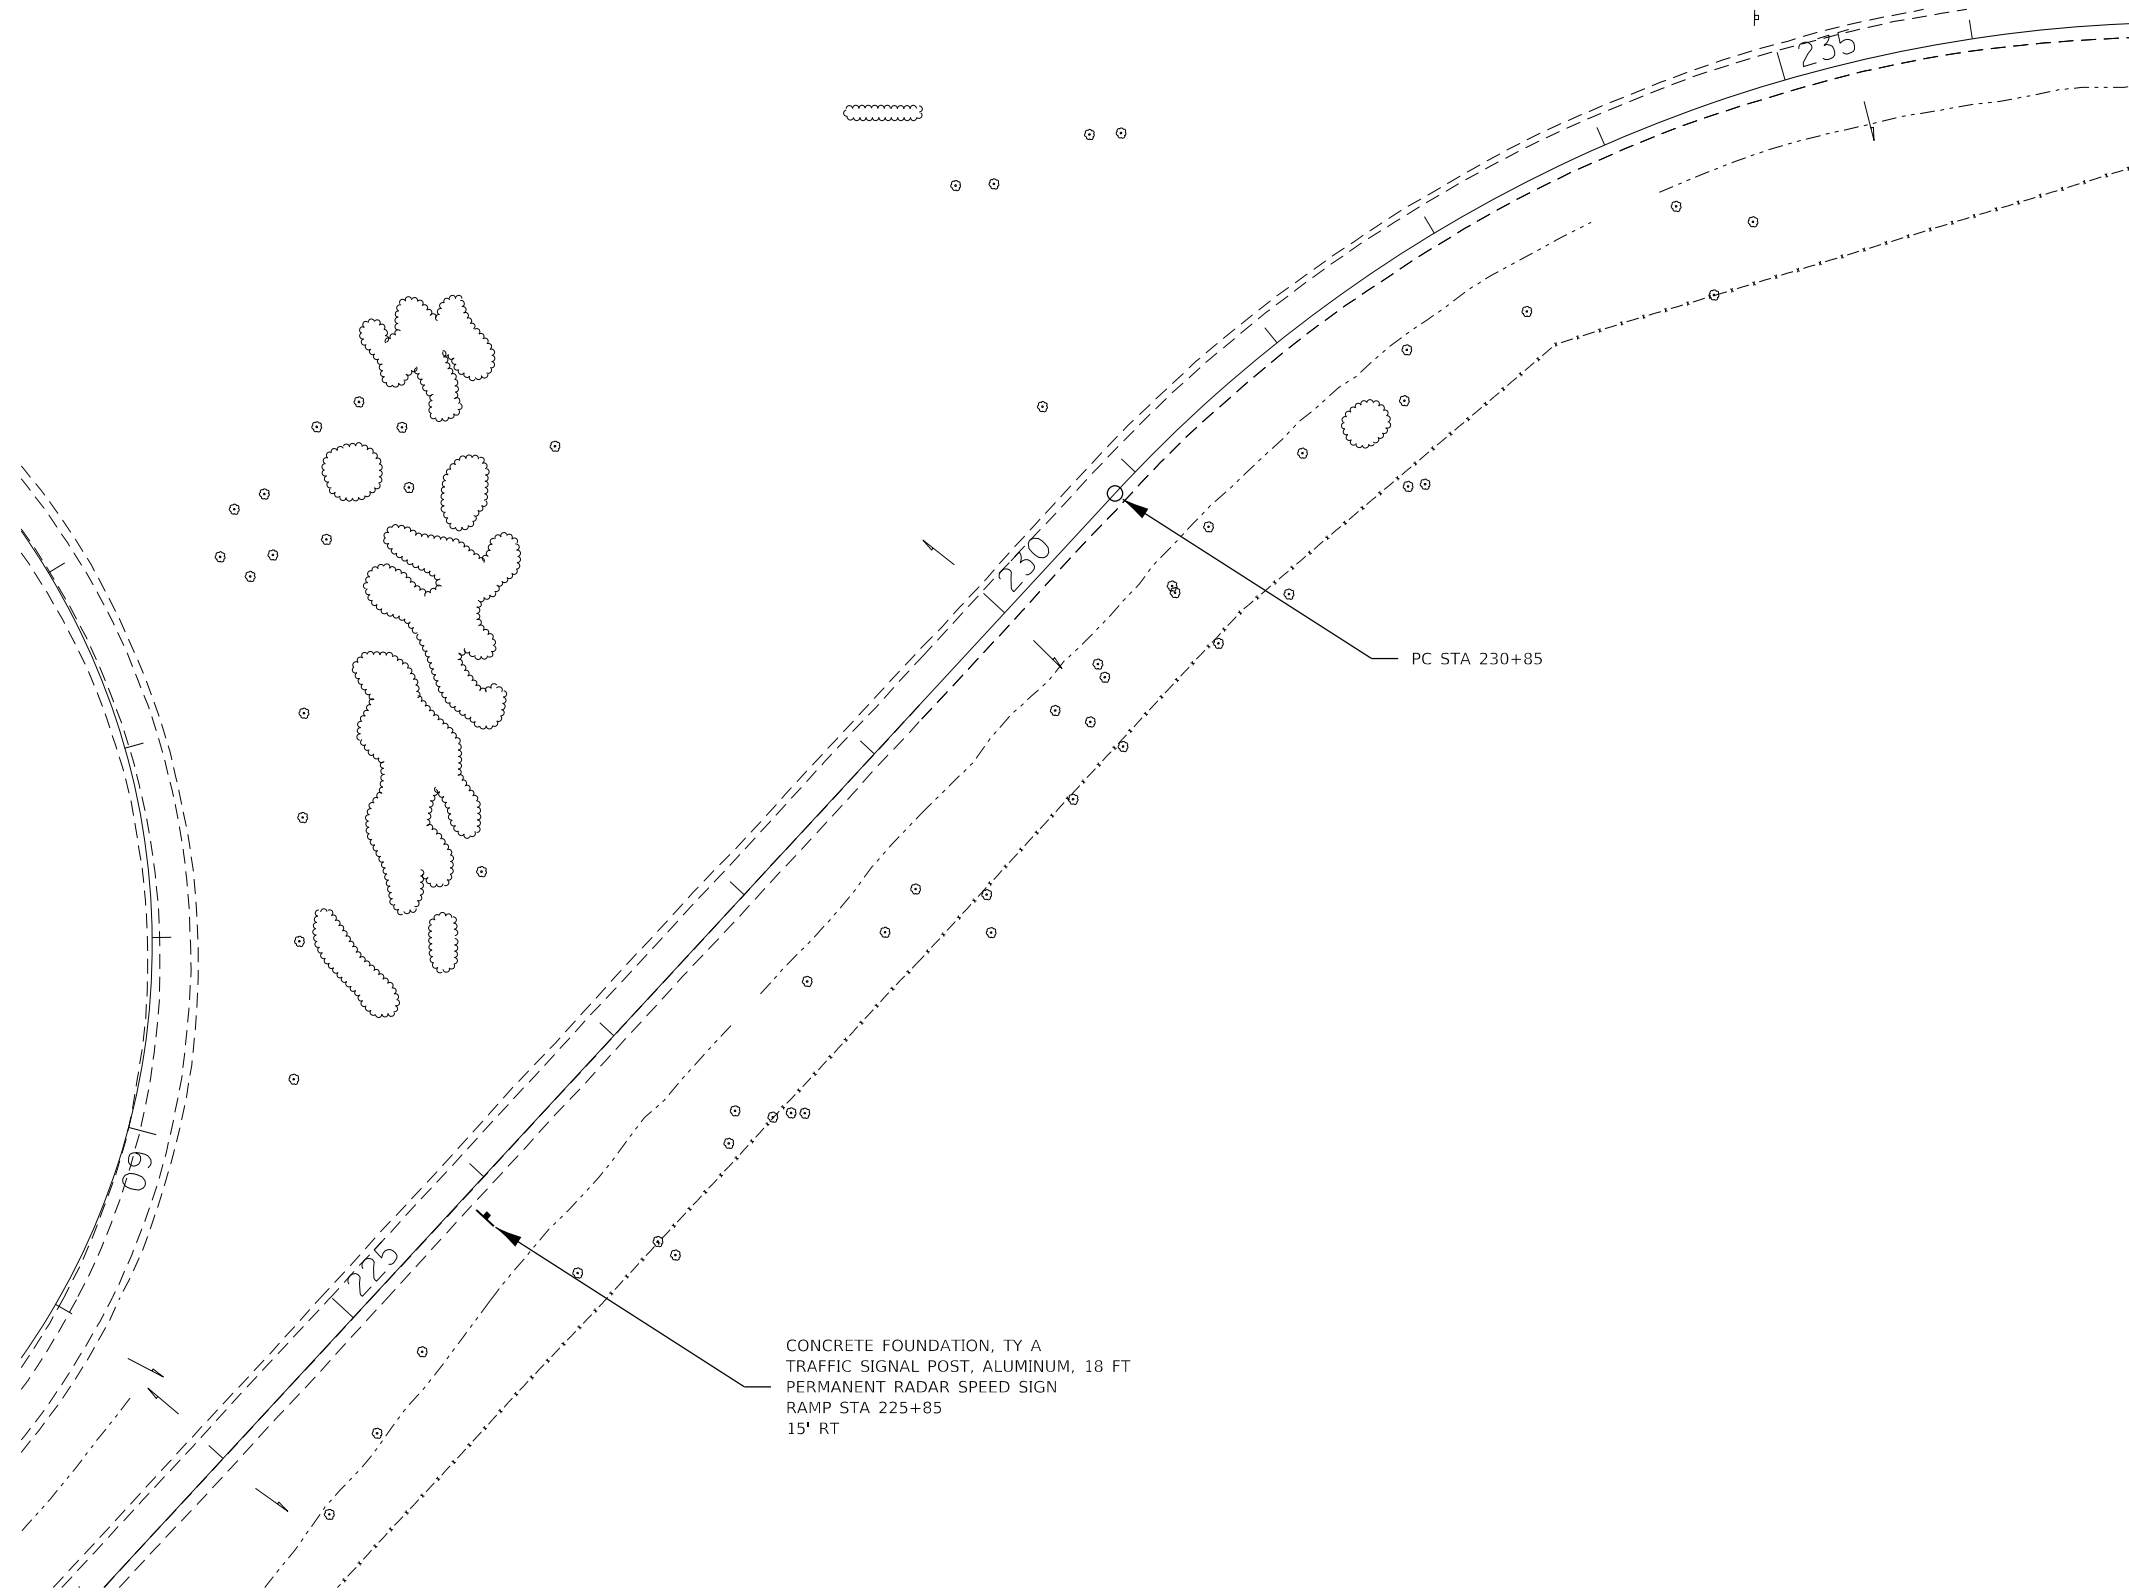 235
230
PC STA 230+85
60
225
CONCRETE FOUNDATION, TY A
TRAFFIC SIGNAL POST, ALUMINUM, 18 FT
PERMANENT RADAR SPEED SIGN
RAMP STA 225+85
15' RT